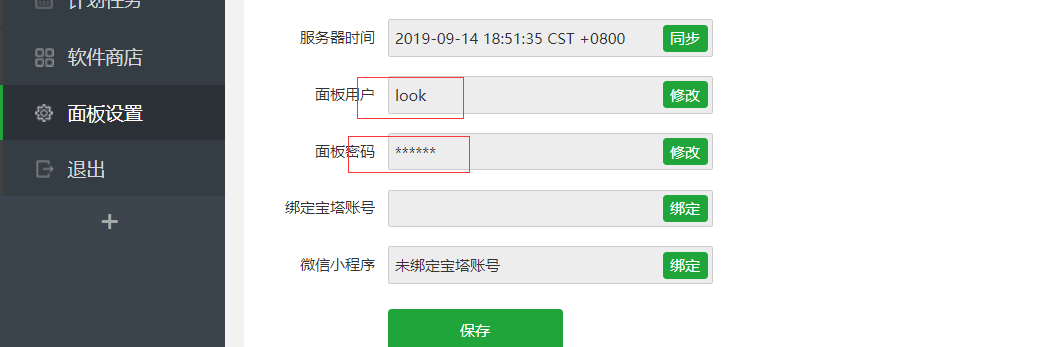 计划任务
软件商店
面板设置
退出
+
服务器时间 2019-09-14 18:51:35 CST +0800 同步
面板用户 look 修改
面板密码 ****** 修改
绑定宝塔账号 绑定
微信小程序 未绑定宝塔账号 绑定
保存